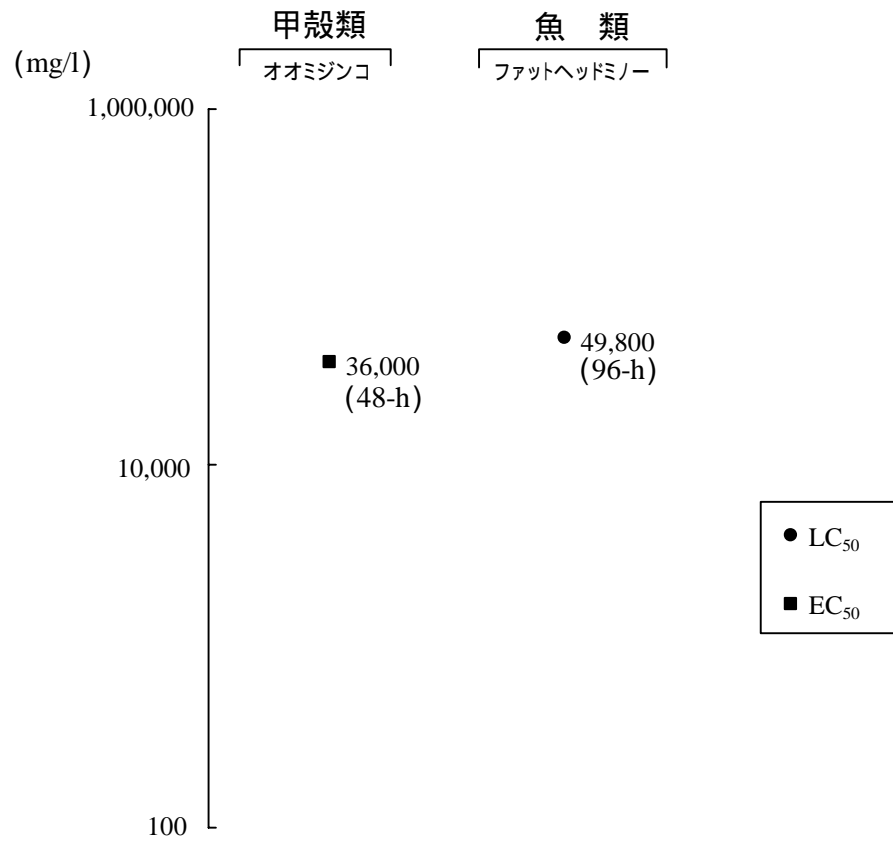 甲殻類
魚 類
(mg/l)
オオミジンコ
ファットヘッドミノー
1,000,000
49,800
(96-h)
36,000
(48-h)
10,000
● LC₅₀
■ EC₅₀
100